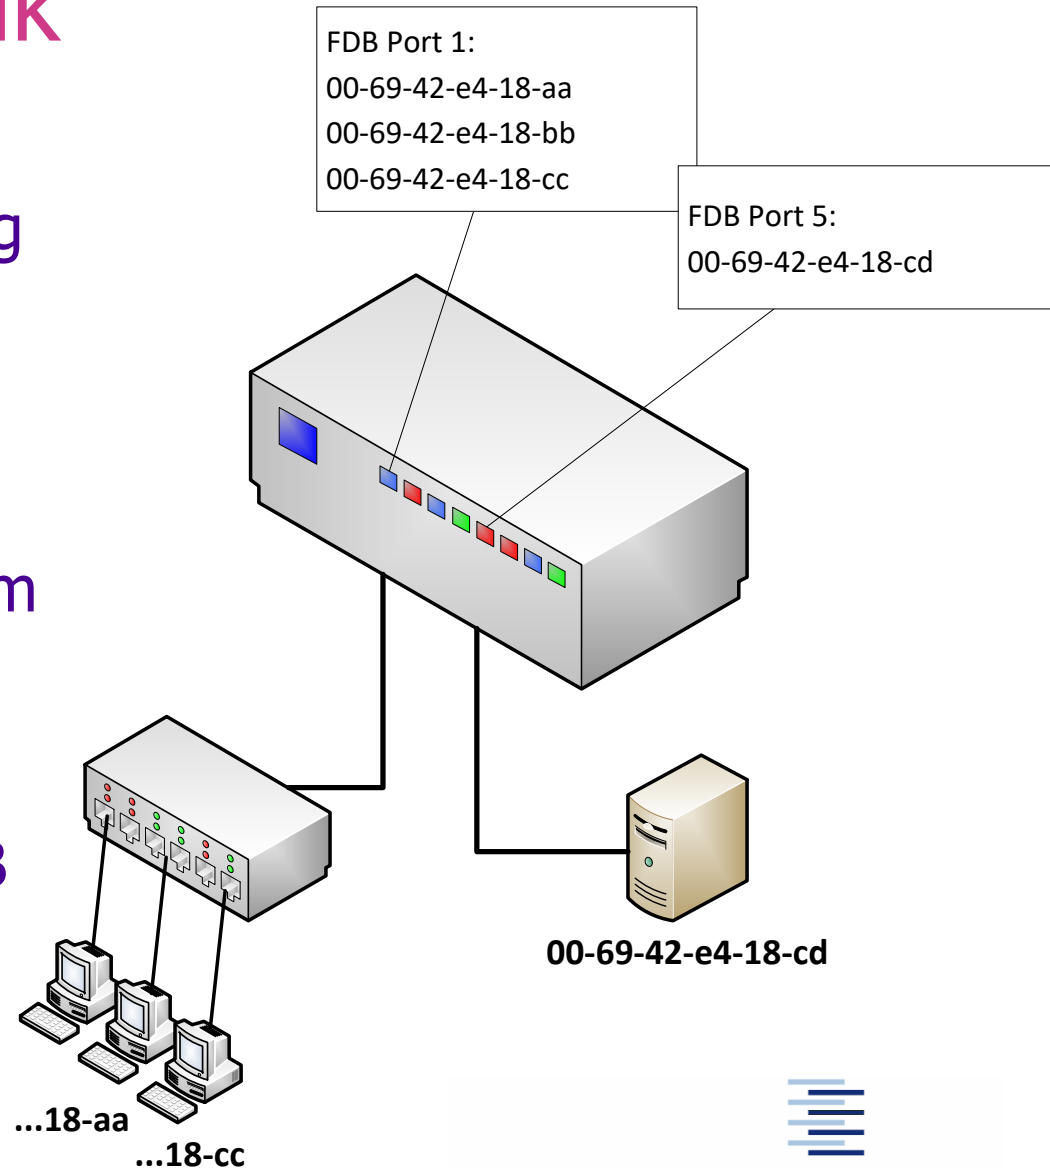 FDB Port 1:
00-69-42-e4-18-aa
00-69-42-e4-18-bb
00-69-42-e4-18-cc
FDB Port 5:
00-69-42-e4-18-cd
00-69-42-e4-18-cd
...18-aa
...18-cc